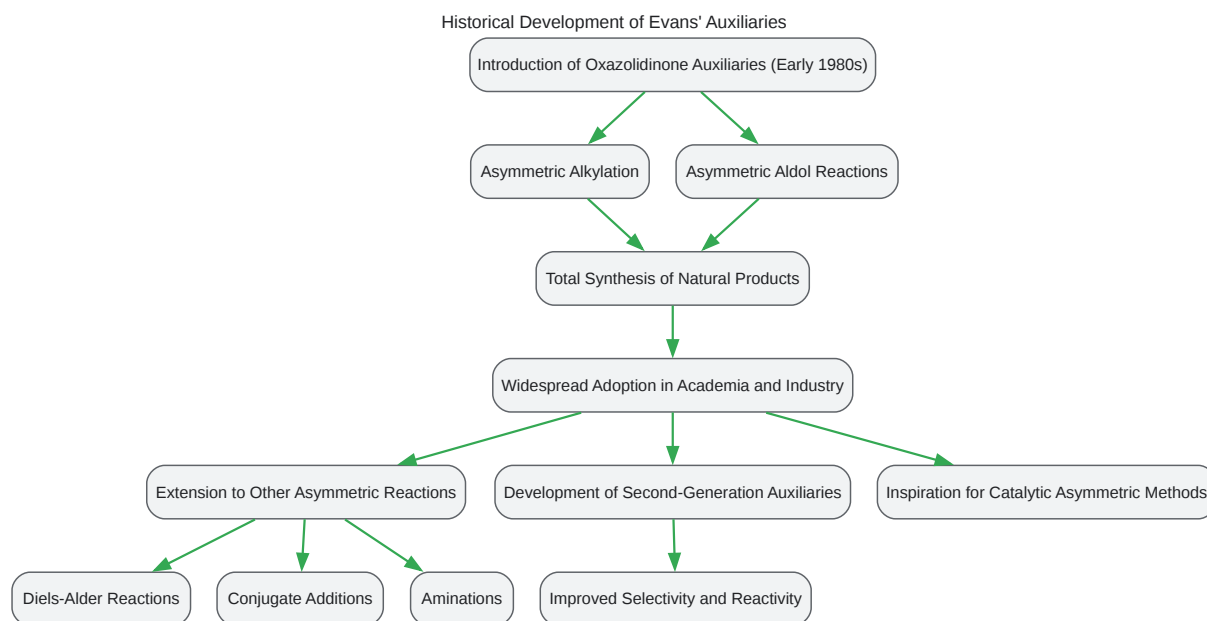 Historical Development of Evans' Auxiliaries
Introduction of Oxazolidinone Auxiliaries (Early 1980s)
Asymmetric Alkylation
Asymmetric Aldol Reactions
Total Synthesis of Natural Products
Widespread Adoption in Academia and Industry
Extension to Other Asymmetric Reactions
Development of Second-Generation Auxiliaries
Inspiration for Catalytic Asymmetric Methods
Diels-Alder Reactions
Conjugate Additions
Aminations
Improved Selectivity and Reactivity